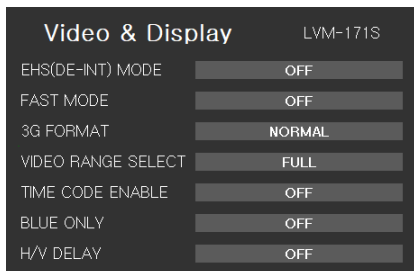 Video & Display LVM-171S
EHS(DE-INT) MODE OFF
FAST MODE OFF
3G FORMAT NORMAL
VIDEO RANGE SELECT FULL
TIME CODE ENABLE OFF
BLUE ONLY OFF
H/V DELAY OFF